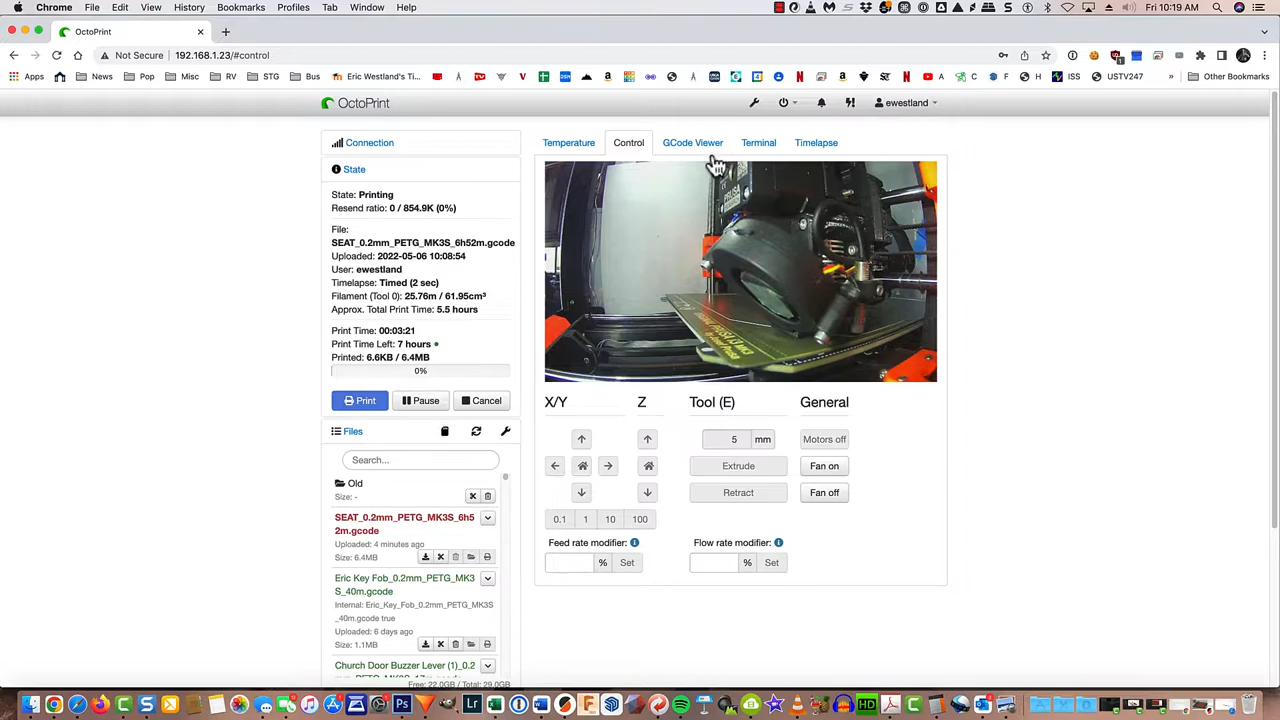 Chrome File Edit View History Bookmarks Profiles Tab Window Help
Fri 10:19 AM
OctoPrint
Not Secure 192.168.1.23/#control
Apps News Pop Misc RV STG Bus Eric Westland's Ti... A C F H ISS USTV247 » Other Bookmarks
OctoPrint
ewestland
Connection
Temperature Control GCode Viewer Terminal Timelapse
State
State: Printing
Resend ratio: 0 / 854.9K (0%)
File:
SEAT_0.2mm_PETG_MK3S_6h52m.gcode
Uploaded: 2022-05-06 10:08:54
User: ewestland
Timelapse: Timed (2 sec)
Filament (Tool 0): 25.76m / 61.95cm³
Approx. Total Print Time: 5.5 hours
Print Time: 00:03:21
Print Time Left: 7 hours
Printed: 6.6KB / 6.4MB
0%
Print Pause Cancel
X/Y Z Tool (E) General
5 mm Motors off
Extrude Fan on
Retract Fan off
0.1 1 10 100
Feed rate modifier: Flow rate modifier:
% Set % Set
Files
Search...
Old
Size: -
SEAT_0.2mm_PETG_MK3S_6h5
2m.gcode
Uploaded: 4 minutes ago
Size: 6.4MB
Eric Key Fob_0.2mm_PETG_MK3
S_40m.gcode
Internal: Eric_Key_Fob_0.2mm_PETG_MK3S
_40m.gcode true
Uploaded: 6 days ago
Size: 1.1MB
Church Door Buzzer Lever (1)_0.2
Free: 22.0GB / Total: 29.0GB